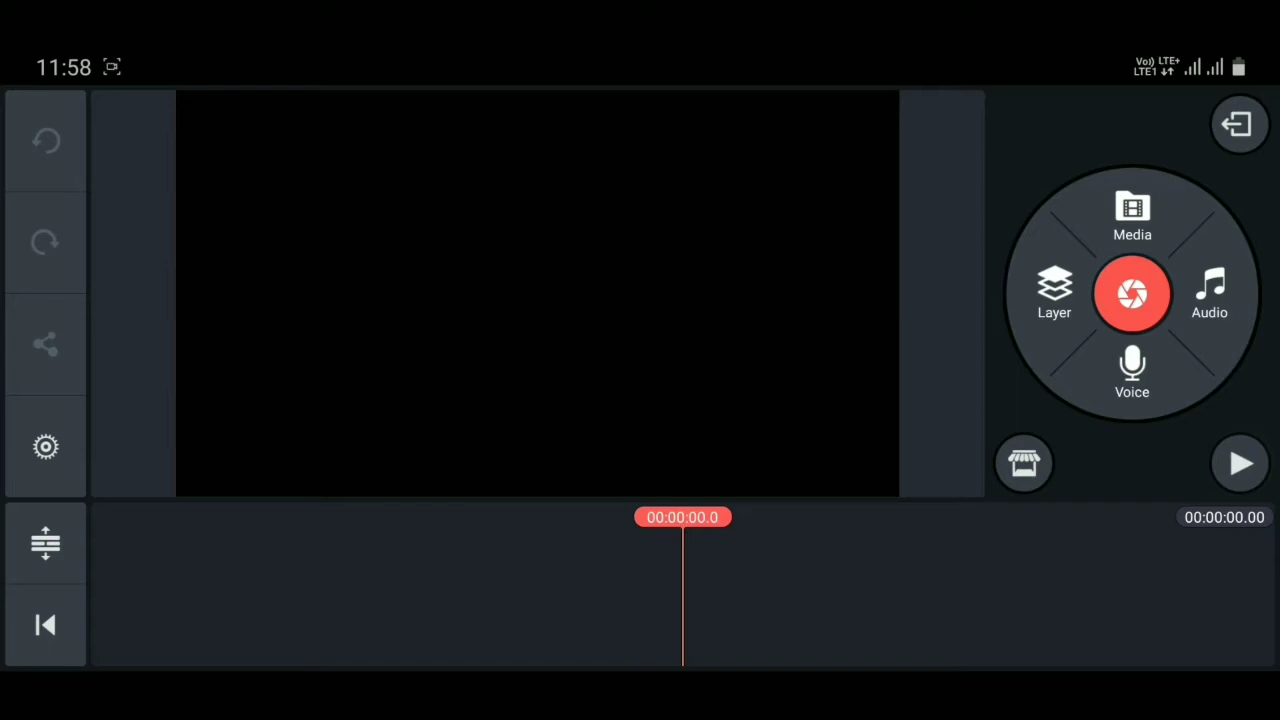 11:58
Vo)) LTE+
LTE1
Media
Layer
Audio
Voice
00:00:00.0
00:00:00.00